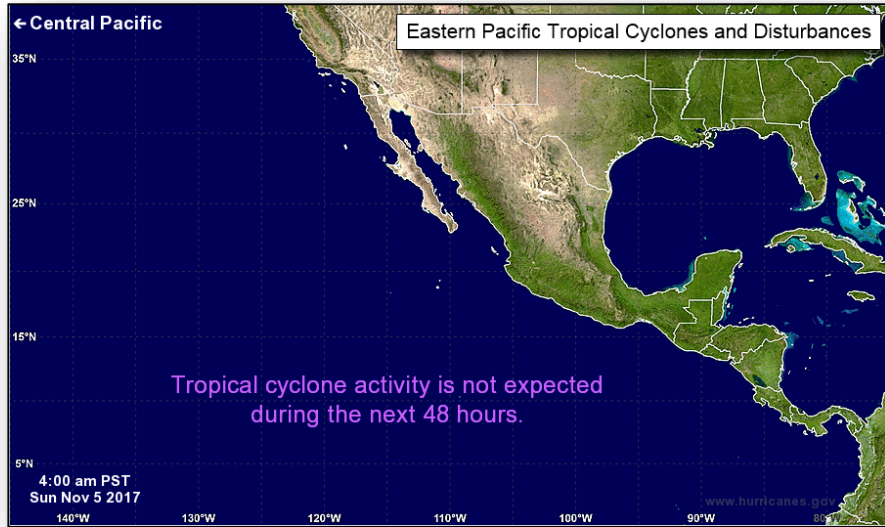 ← Central Pacific
Eastern Pacific Tropical Cyclones and Disturbances
35°N
25°N
15°N
Tropical cyclone activity is not expected
during the next 48 hours.
5°N
4:00 am PST
Sun Nov 5 2017
www.hurricanes.gov
140°W 130°W 120°W 110°W 100°W 90°W 80°W